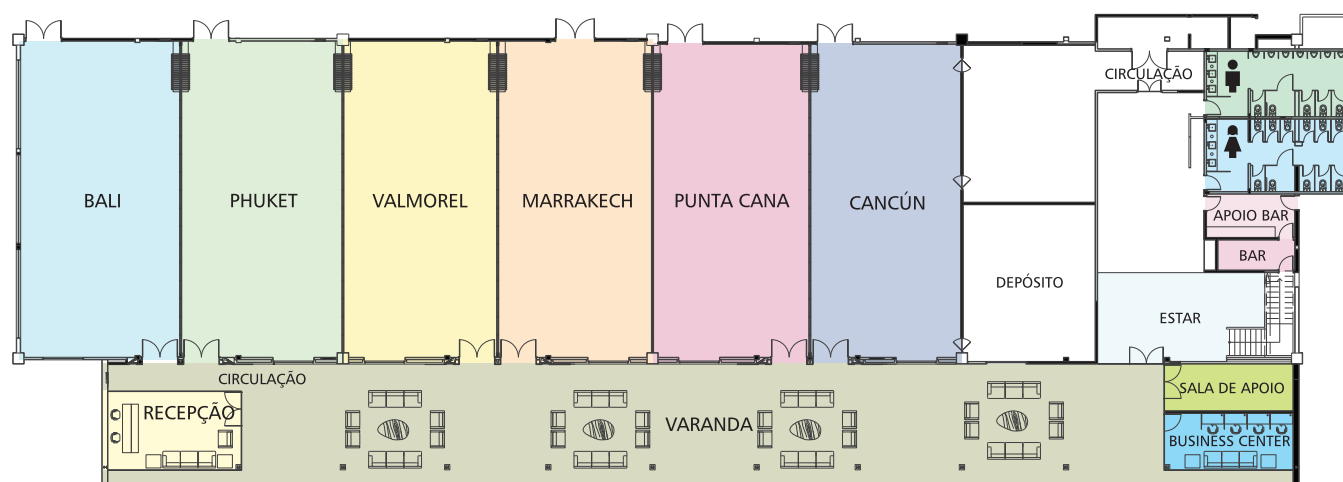 CIRCULAÇÃO
BALI
PHUKET
VALMOREL
MARRAKECH
PUNTA CANA
CANCÚN
APOIO BAR
BAR
DEPÓSITO
ESTAR
CIRCULAÇÃO
RECEPÇÃO
VARANDA
SALA DE APOIO
BUSINESS CENTER